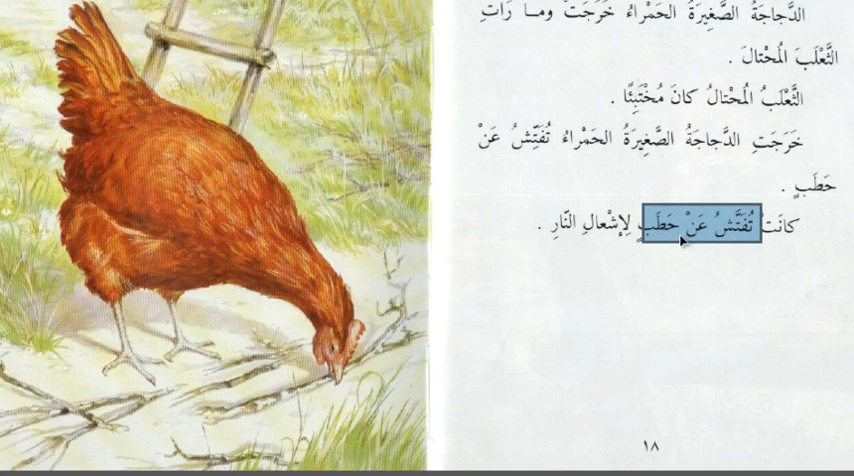 الدَّجاجَةُ الصَّغيرَةُ الحَمْراءُ خَرَجَتْ وما رَأَتِ
الثَّعْلَبَ المُحْتالَ .
الثَّعْلَبُ المُحْتالُ كانَ مُخْتَبِئًا .
خَرَجَتِ الدَّجاجَةُ الصَّغيرَةُ الحَمْراءُ تُفَتِّشُ عَنْ
حَطَبٍ .
كانَتْ تُفَتِّشُ عَنْ حَطَبٍ لِإِشْعالِ النّارِ .
١٨